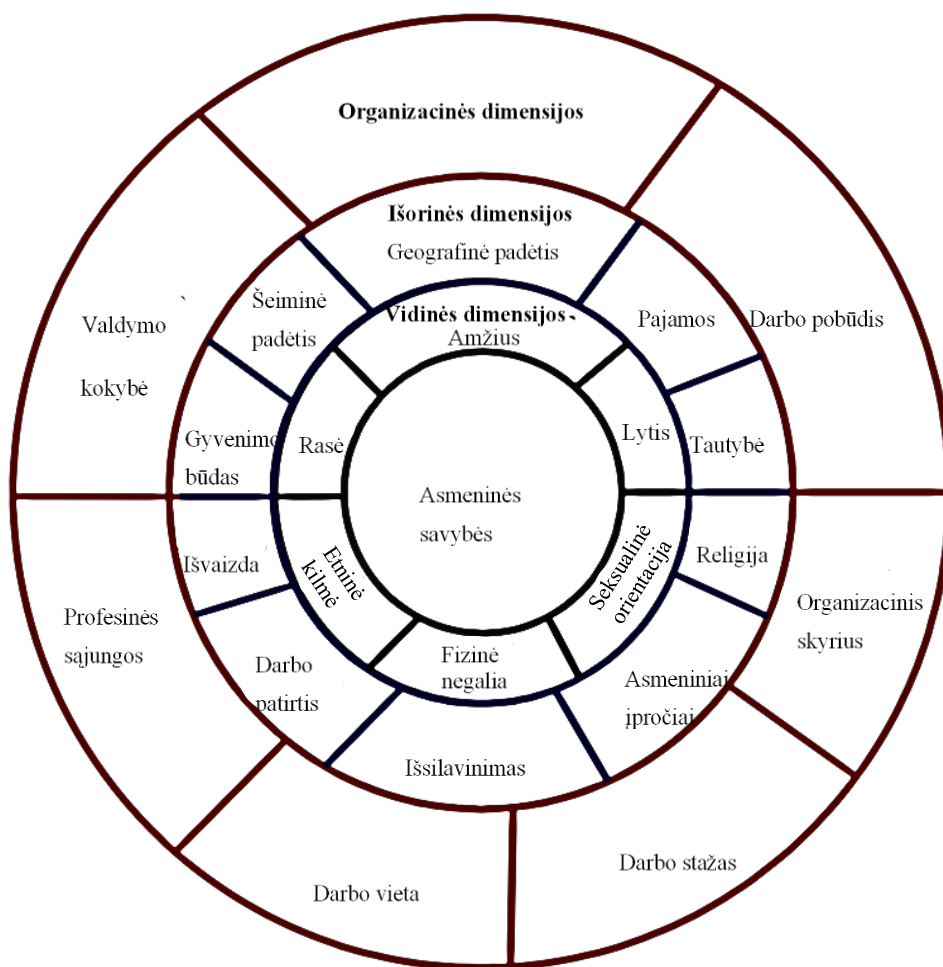 Organizacinės dimensijos
Išorinės dimensijos
Geografinė padėtis
Vidinės dimensijos
Amžius
Šeiminė
padėtis
Pajamos
Valdymo
kokybė
Darbo pobūdis
Gyvenimo
būdas
Rasė
Lytis
Tautybė
Asmeninės
savybės
Išvaizda
Etninė
kilmė
Seksualinė
orientacija
Religija
Profesinės
sąjungos
Organizacinis
skyrius
Darbo
patirtis
Fizinė
negalia
Asmeniniai
įpročiai
Išsilavinimas
Darbo vieta
Darbo stažas